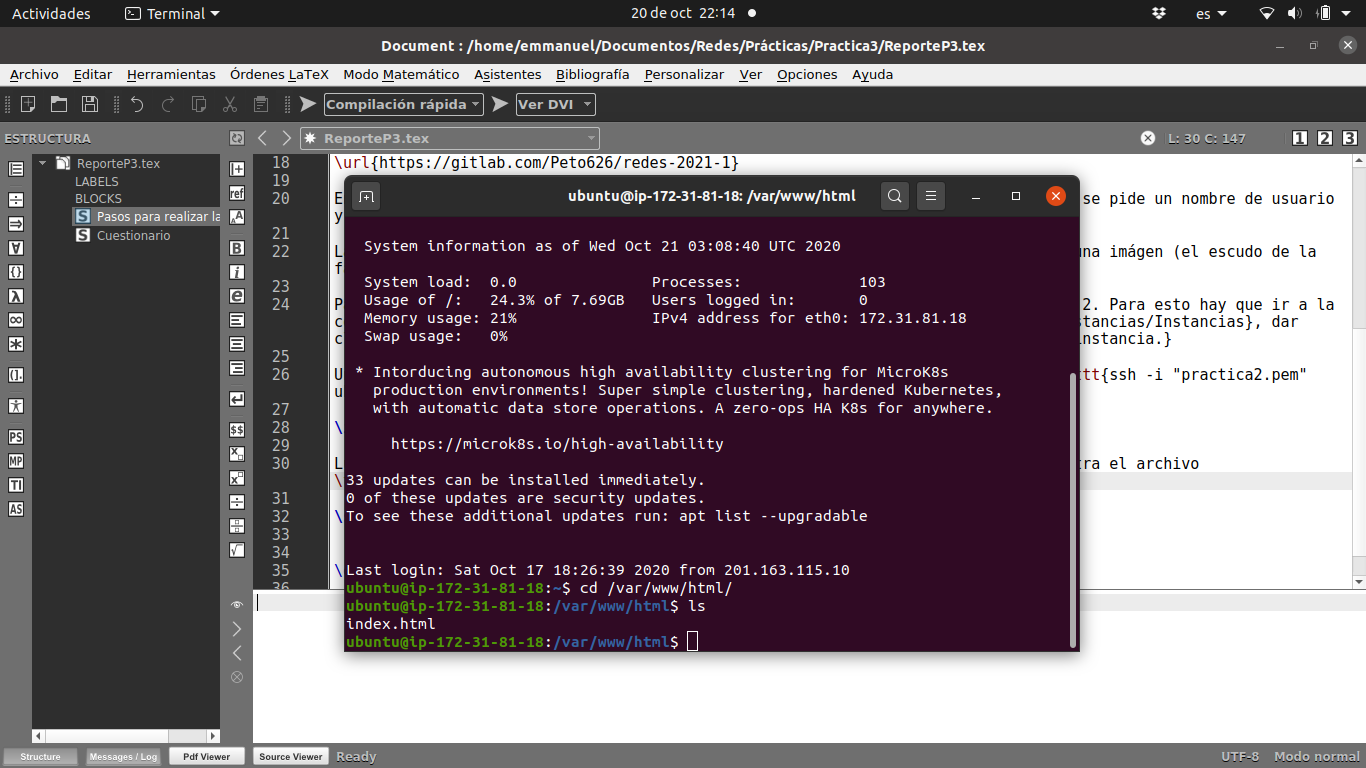 Actividades Terminal 20 de oct 22:14 es
Document : /home/emmanuel/Documentos/Redes/Prácticas/Practica3/ReporteP3.tex
Archivo Editar Herramientas Órdenes LaTeX Modo Matemático Asistentes Bibliografía Personalizar Ver Opciones Ayuda
Compilación rápida Ver DVI
ESTRUCTURA ReporteP3.tex L: 30 C: 147 1 2 3
ReporteP3.tex
LABELS
BLOCKS
Pasos para realizar la
Cuestionario
ref
B
i
e
$$
PS
MP
TI
AS
18 \url{https://gitlab.com/Peto626/redes-2021-1}
19
20 E se pide un nombre de usuario
y
21
22 L una imágen (el escudo de la
f
23
24 P 2. Para esto hay que ir a la
c stancias/Instancias}, dar
c instancia.}
25
26 U ttt{ssh -i "practica2.pem"
u
27
28 \
29
30 L tra el archivo
\
31
32 \
33
34
35 \
36
ubuntu@ip-172-31-81-18: /var/www/html
System information as of Wed Oct 21 03:08:40 UTC 2020
System load: 0.0 Processes: 103
Usage of /: 24.3% of 7.69GB Users logged in: 0
Memory usage: 21% IPv4 address for eth0: 172.31.81.18
Swap usage: 0%
* Intorducing autonomous high availability clustering for MicroK8s
production environments! Super simple clustering, hardened Kubernetes,
with automatic data store operations. A zero-ops HA K8s for anywhere.
https://microk8s.io/high-availability
33 updates can be installed immediately.
0 of these updates are security updates.
To see these additional updates run: apt list --upgradable
Last login: Sat Oct 17 18:26:39 2020 from 201.163.115.10
ubuntu@ip-172-31-81-18:~$ cd /var/www/html/
ubuntu@ip-172-31-81-18:/var/www/html$ ls
index.html
ubuntu@ip-172-31-81-18:/var/www/html$
Structure Messages / Log Pdf Viewer Source Viewer Ready UTF-8 Modo normal